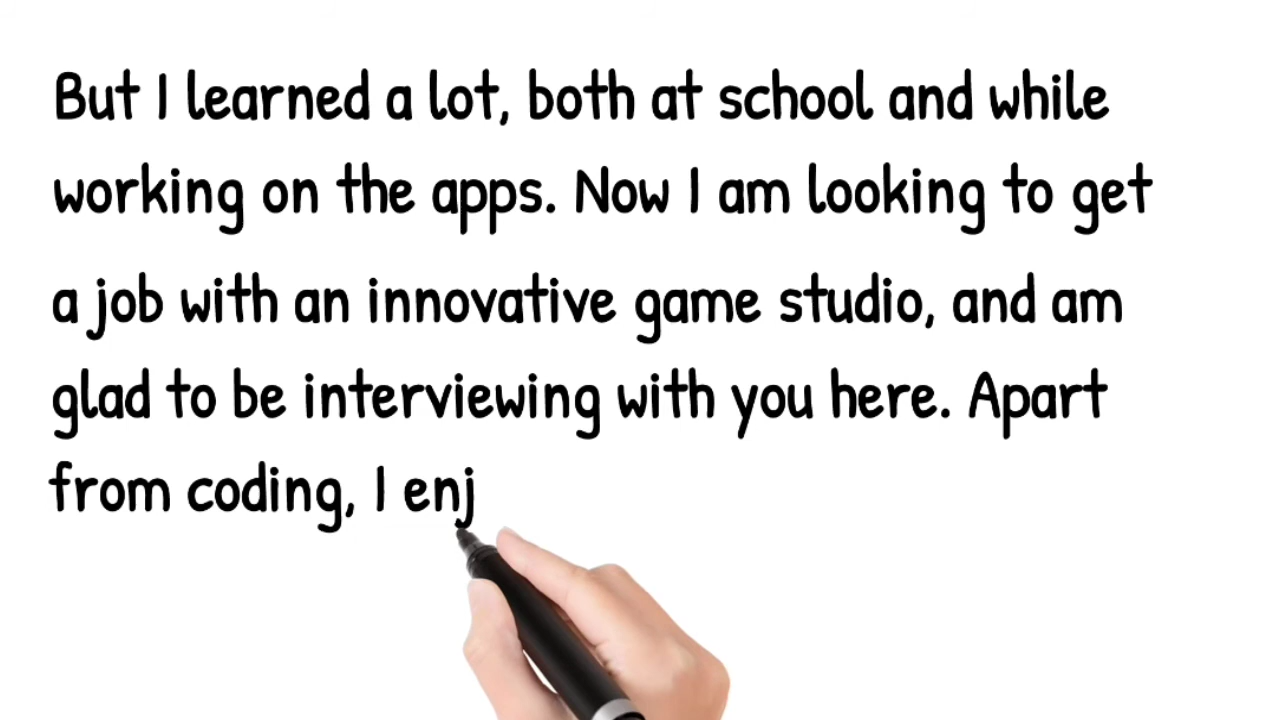 But I learned a lot, both at school and while
working on the apps. Now I am looking to get
a job with an innovative game studio, and am
glad to be interviewing with you here. Apart
from coding, I enj